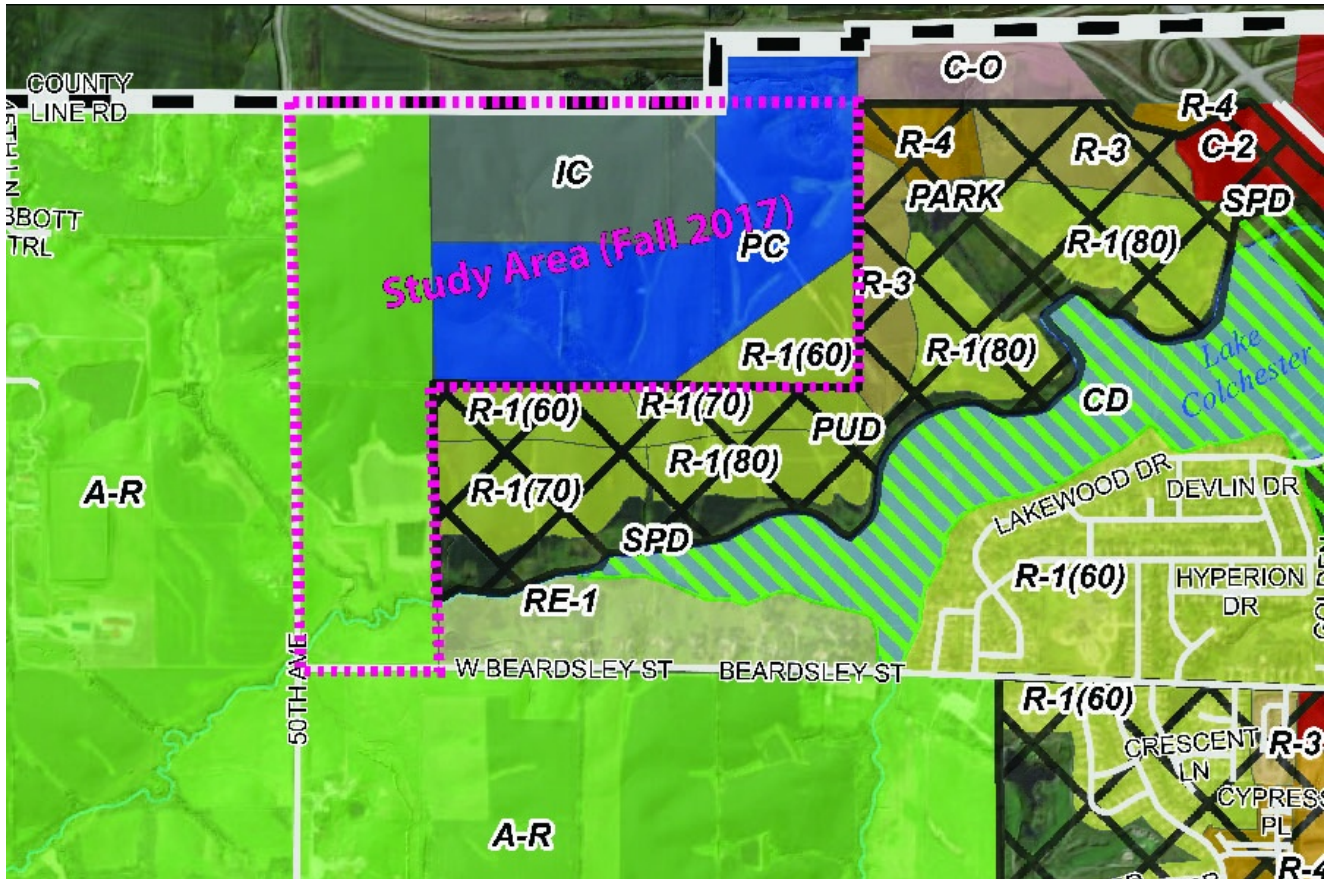 COUNTY
LINE RD
C-O
R-4
R-4
C-2
R-3
IC
PARK
SPD
TRL
Study Area (Fall 2017)
PC
R-1(80)
R-3
R-1(60)
R-1(80)
Lake
Colchester
CD
R-1(60)
R-1(70)
PUD
R-1(80)
R-1(70)
A-R
LAKEWOOD DR
DEVLIN DR
SPD
R-1(60)
HYPERION
DR
RE-1
50TH AVE
W BEARDSLEY ST
BEARDSLEY ST
R-1(60)
CRESCENT
LN
R-3
CYPRESS
PL
A-R
R-4